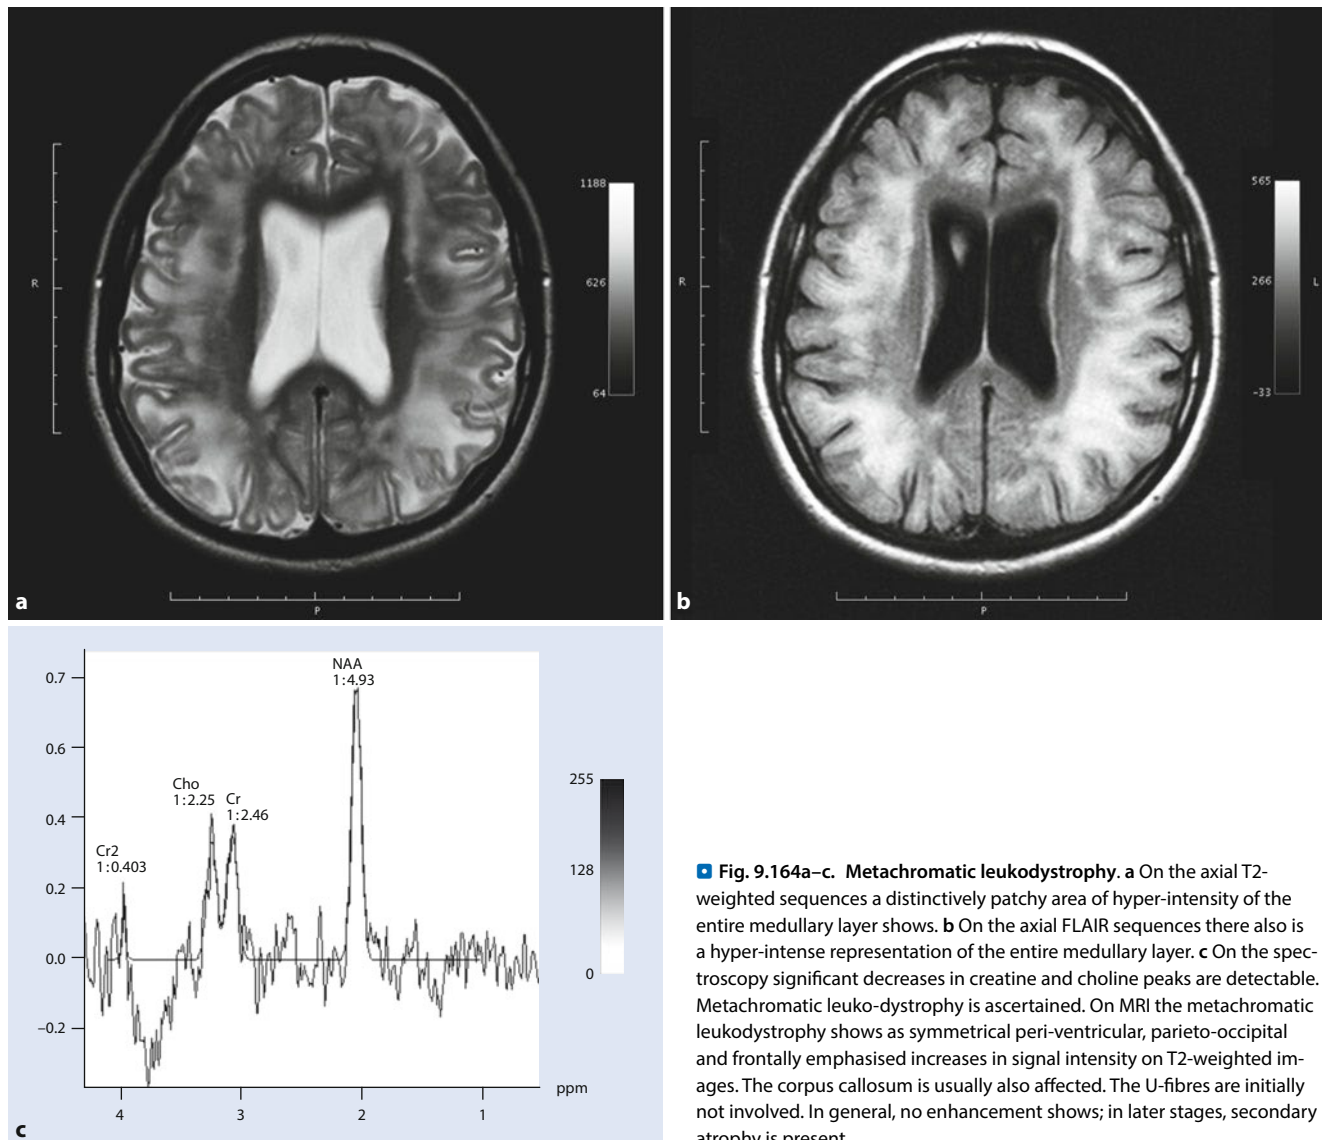 1188
626
64
R
P
a
565
266
-33
R
L
P
b
0.7
0.6
0.4
0.2
0.0
–0.2
NAA
1:4.93
Cho
1:2.25
Cr
1:2.46
Cr2
1:0.403
255
128
0
ppm
4
3
2
1
c
Fig. 9.164a–c. Metachromatic leukodystrophy. a On the axial T2-
weighted sequences a distinctively patchy area of hyper-intensity of the
entire medullary layer shows. b On the axial FLAIR sequences there also is
a hyper-intense representation of the entire medullary layer. c On the spec-
troscopy significant decreases in creatine and choline peaks are detectable.
Metachromatic leuko-dystrophy is ascertained. On MRI the metachromatic
leukodystrophy shows as symmetrical peri-ventricular, parieto-occipital
and frontally emphasised increases in signal intensity on T2-weighted im-
ages. The corpus callosum is usually also affected. The U-fibres are initially
not involved. In general, no enhancement shows; in later stages, secondary
atrophy is present